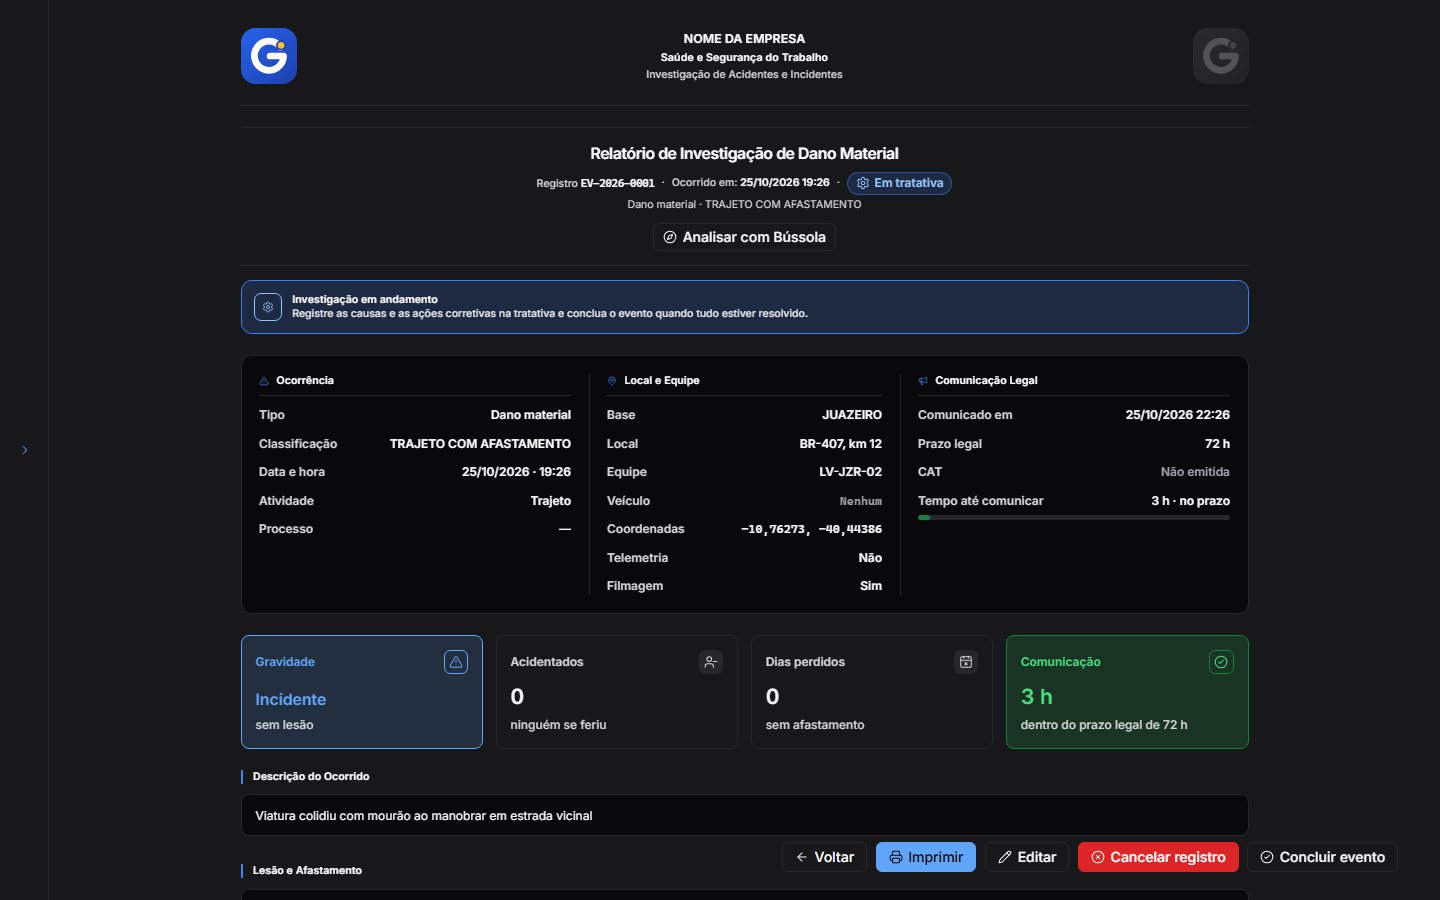 NOME DA EMPRESA
Saúde e Segurança do Trabalho
Investigação de Acidentes e Incidentes
Relatório de Investigação de Dano Material
Registro EV-2026-0001 · Ocorrido em: 25/10/2026 19:26 · Em tratativa
Dano material · TRAJETO COM AFASTAMENTO
Analisar com Bússola
Investigação em andamento
Registre as causas e as ações corretivas na tratativa e conclua o evento quando tudo estiver resolvido.
Ocorrência
Tipo Dano material
Classificação TRAJETO COM AFASTAMENTO
Data e hora 25/10/2026 · 19:26
Atividade Trajeto
Processo —
Local e Equipe
Base JUAZEIRO
Local BR-407, km 12
Equipe LV-JZR-02
Veículo Nenhum
Coordenadas -10,76273, -40,44386
Telemetria Não
Filmagem Sim
Comunicação Legal
Comunicado em 25/10/2026 22:26
Prazo legal 72 h
CAT Não emitida
Tempo até comunicar 3 h · no prazo
Gravidade
Incidente
sem lesão
Acidentados
0
ninguém se feriu
Dias perdidos
0
sem afastamento
Comunicação
3 h
dentro do prazo legal de 72 h
Descrição do Ocorrido
Viatura colidiu com mourão ao manobrar em estrada vicinal
Lesão e Afastamento
Voltar Imprimir Editar Cancelar registro Concluir evento